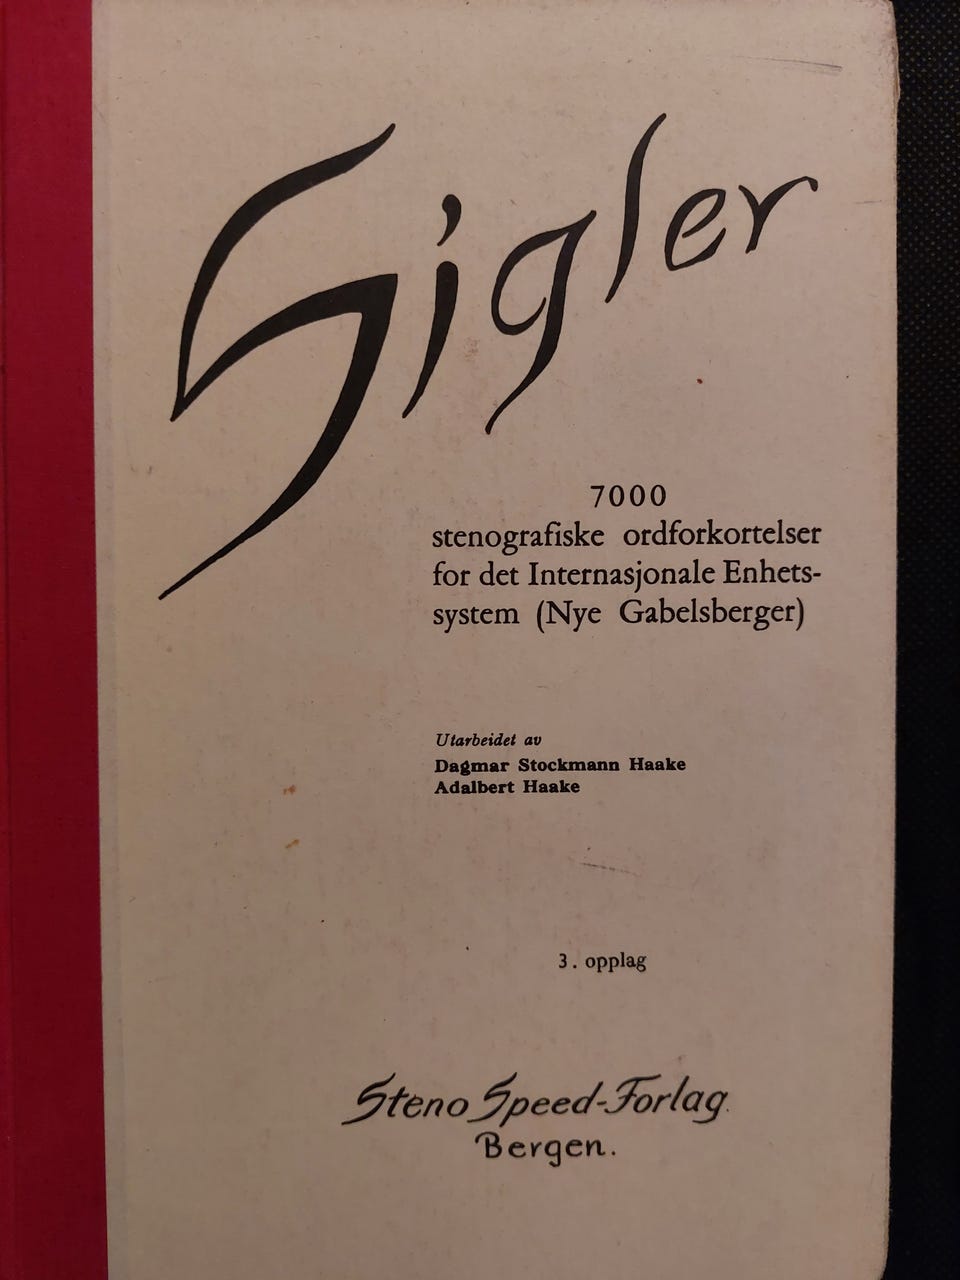 Sigler
7000
stenografiske ordforkortelser
for det Internasjonale Enhets-
system (Nye Gabelsberger)
Utarbeidet av
Dagmar Stockmann Haake
Adalbert Haake
3. opplag
Steno Speed-Forlag
Bergen.